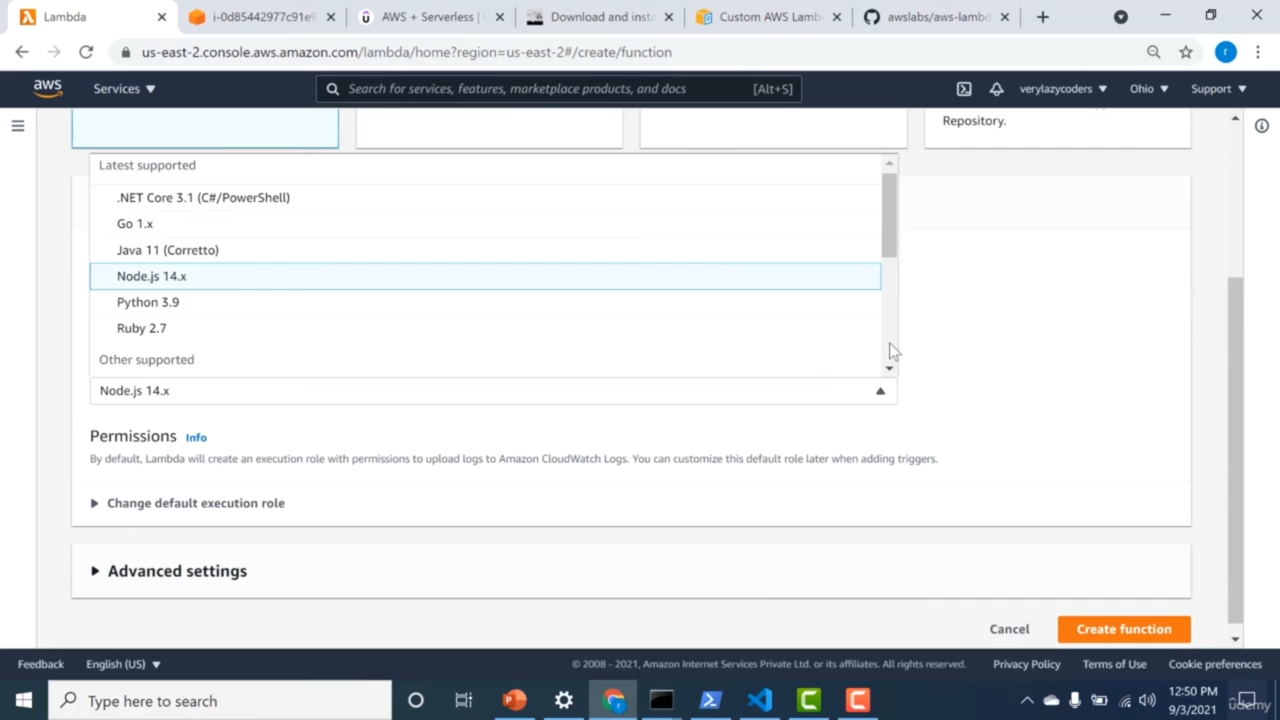 Lambda
i-0d85442977c91e9
AWS + Serverless | C
Download and insta
Custom AWS Lamb
awslabs/aws-lambd
us-east-2.console.aws.amazon.com/lambda/home?region=us-east-2#/create/function
r
aws
Services ▼
Search for services, features, marketplace products, and docs
[Alt+S]
verylazycoders ▼
Ohio ▼
Support ▼
Repository.
Latest supported
.NET Core 3.1 (C#/PowerShell)
Go 1.x
Java 11 (Corretto)
Node.js 14.x
Python 3.9
Ruby 2.7
Other supported
Node.js 14.x
Permissions Info
By default, Lambda will create an execution role with permissions to upload logs to Amazon CloudWatch Logs. You can customize this default role later when adding triggers.
Change default execution role
Advanced settings
Cancel
Create function
Feedback
English (US) ▼
© 2008 - 2021, Amazon Internet Services Private Ltd. or its affiliates. All rights reserved.
Privacy Policy
Terms of Use
Cookie preferences
Type here to search
12:50 PM
9/3/2021
ûdemy